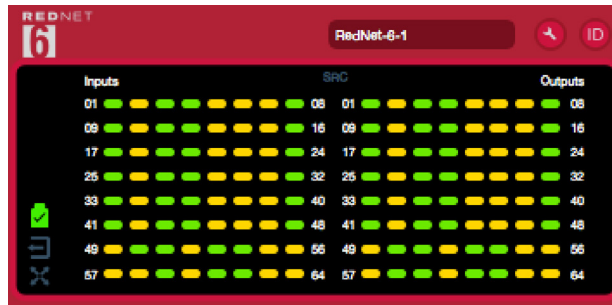 REDNET
6
RedNet-6-1
ID
Inputs
SRC
Outputs
01 08 01 08
09 16 09 16
17 24 17 24
25 32 25 32
33 40 33 40
41 48 41 48
49 56 49 56
57 64 57 64